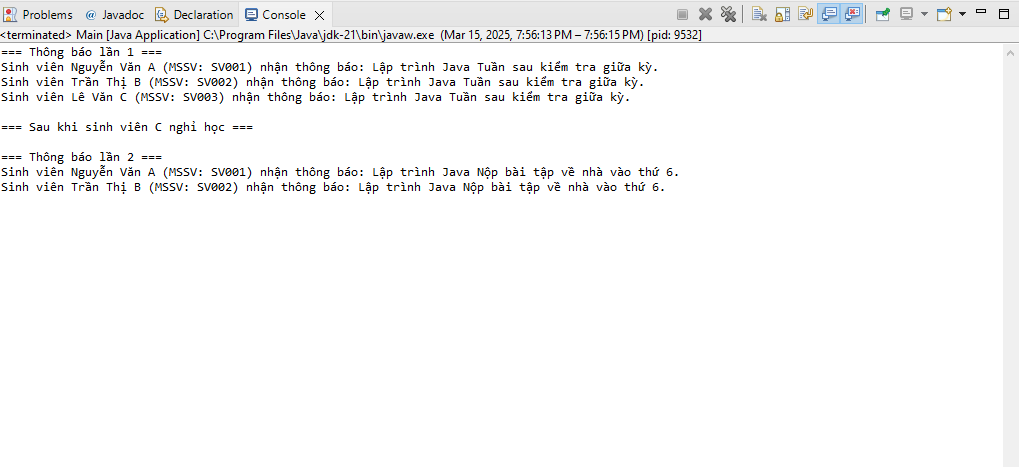 Problems @ Javadoc Declaration Console
<terminated> Main [Java Application] C:\Program Files\Java\jdk-21\bin\javaw.exe (Mar 15, 2025, 7:56:13 PM – 7:56:15 PM) [pid: 9532]
=== Thông báo lần 1 ===
Sinh viên Nguyễn Văn A (MSSV: SV001) nhận thông báo: Lập trình Java Tuần sau kiểm tra giữa kỳ.
Sinh viên Trần Thị B (MSSV: SV002) nhận thông báo: Lập trình Java Tuần sau kiểm tra giữa kỳ.
Sinh viên Lê Văn C (MSSV: SV003) nhận thông báo: Lập trình Java Tuần sau kiểm tra giữa kỳ.
=== Sau khi sinh viên C nghỉ học ===
=== Thông báo lần 2 ===
Sinh viên Nguyễn Văn A (MSSV: SV001) nhận thông báo: Lập trình Java Nộp bài tập về nhà vào thứ 6.
Sinh viên Trần Thị B (MSSV: SV002) nhận thông báo: Lập trình Java Nộp bài tập về nhà vào thứ 6.